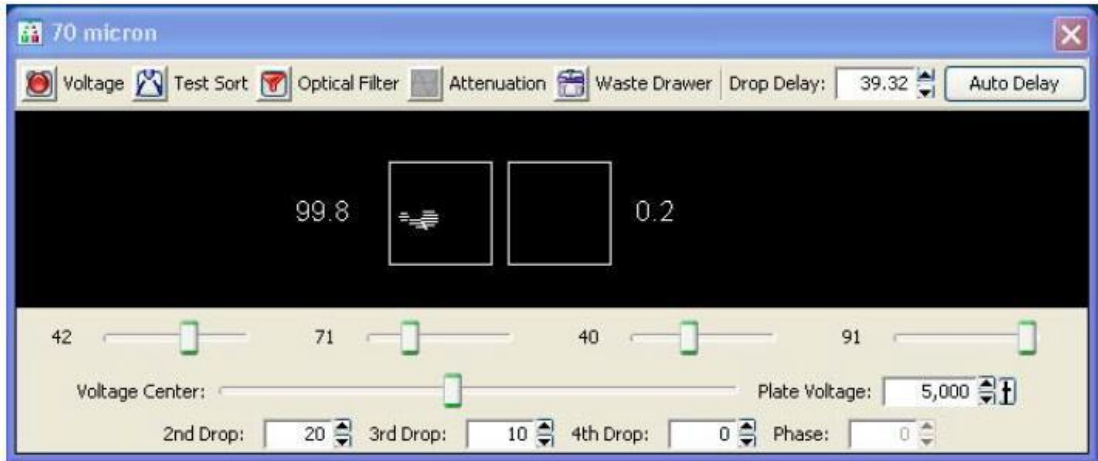 70 micron
Voltage Test Sort Optical Filter Attenuation Waste Drawer Drop Delay: 39.32 Auto Delay
99.8 0.2
42 71 40 91
Voltage Center: Plate Voltage: 5,000
2nd Drop: 20 3rd Drop: 10 4th Drop: 0 Phase: 0